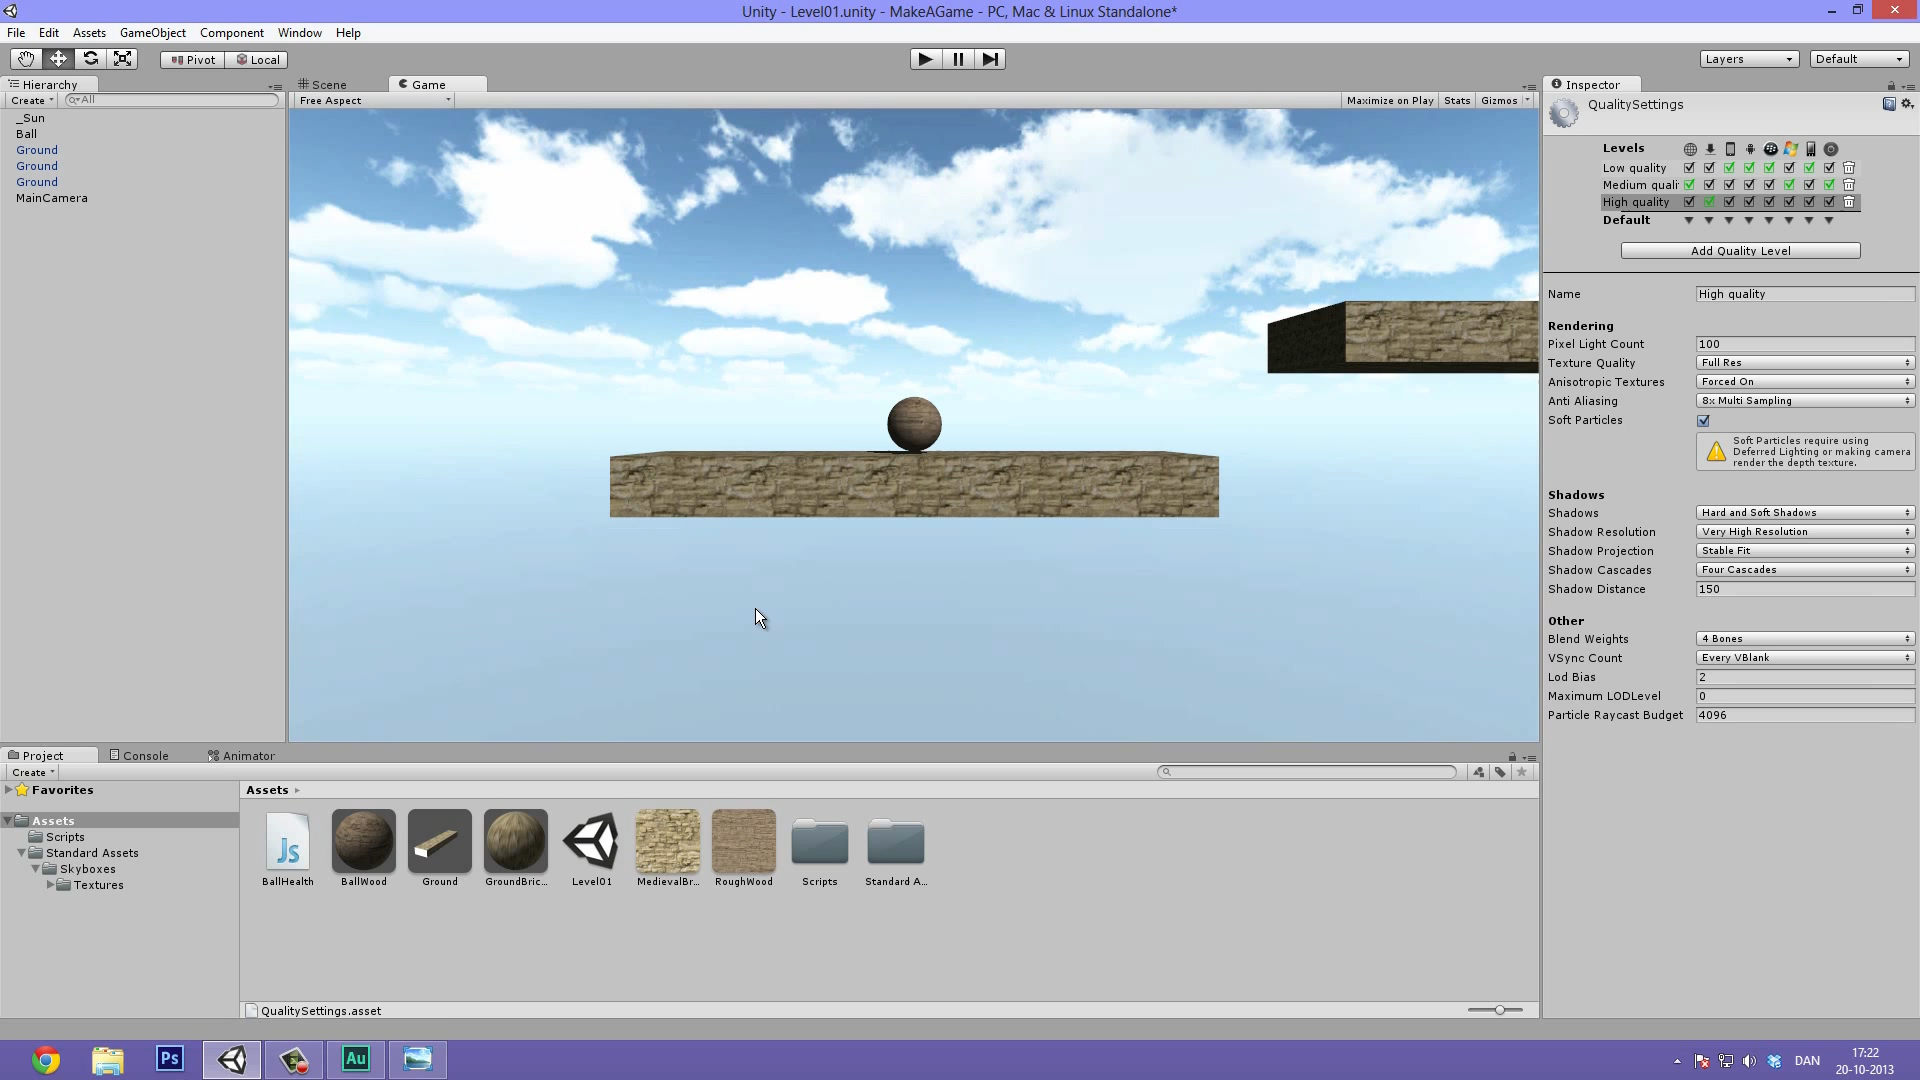 Unity - Level01.unity - MakeAGame - PC, Mac & Linux Standalone*
File Edit Assets GameObject Component Window Help
Pivot Local Layers Default
Hierarchy
Create All
_Sun
Ball
Ground
Ground
Ground
MainCamera
Scene Game
Free Aspect Maximize on Play Stats Gizmos
Inspector
QualitySettings
Levels
Low quality
Medium quali
High quality
Default
Add Quality Level
Name High quality
Rendering
Pixel Light Count 100
Texture Quality Full Res
Anisotropic Textures Forced On
Anti Aliasing 8x Multi Sampling
Soft Particles
Soft Particles require using
Deferred Lighting or making camera
render the depth texture.
Shadows
Shadows Hard and Soft Shadows
Shadow Resolution Very High Resolution
Shadow Projection Stable Fit
Shadow Cascades Four Cascades
Shadow Distance 150
Other
Blend Weights 4 Bones
VSync Count Every VBlank
Lod Bias 2
Maximum LODLevel 0
Particle Raycast Budget 4096
Project Console Animator
Create
Favorites
Assets
Scripts
Standard Assets
Skyboxes
Textures
Assets
Js
BallHealth BallWood Ground GroundBric... Level01 MedievalBr... RoughWood Scripts Standard A...
QualitySettings.asset
Ps Au DAN
17:22
20-10-2013